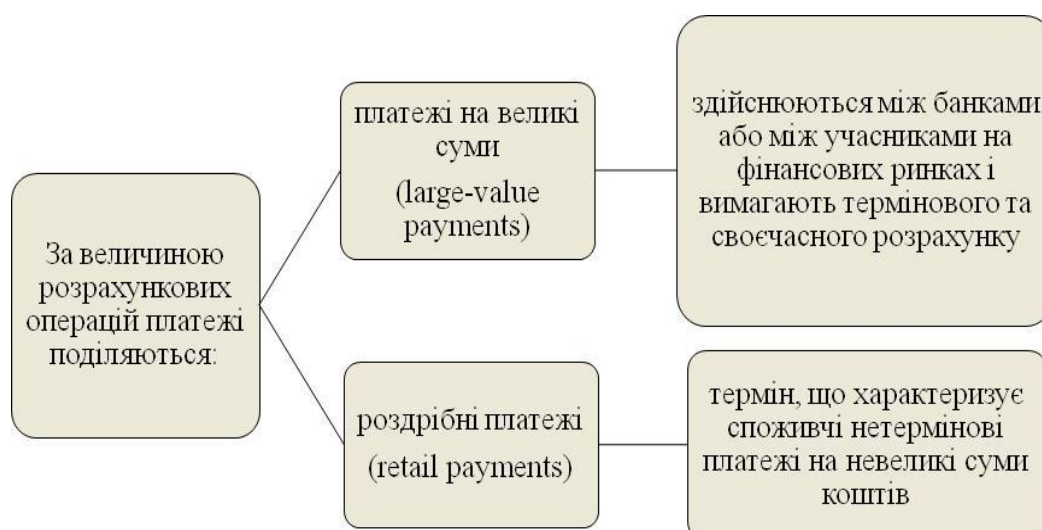 За величиною
розрахункових
операцій платежі
поділяються:
платежі на великі
суми
(large-value
payments)
здійснюються між банками
або між учасниками на
фінансових ринках і
вимагають термінового та
своєчасного розрахунку
роздрібні платежі
(retail payments)
термін, що характеризує
споживчі нетермінові
платежі на невеликі суми
коштів